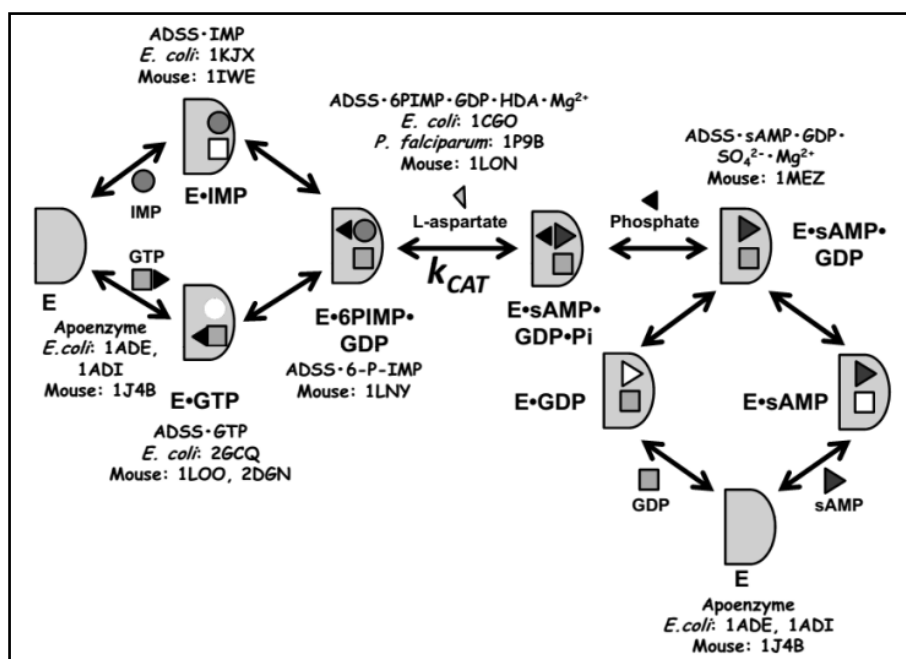 ADSS·IMP
E. coli: 1KJX
Mouse: 1IWE
E•IMP
IMP
GTP
E
Apoenzyme
E.coli: 1ADE,
1ADI
Mouse: 1J4B
E•GTP
ADSS·GTP
E. coli: 2GCQ
Mouse: 1LOO, 2DGN
E•6PIMP•
GDP
ADSS·6-P-IMP
Mouse: 1LNY
ADSS·6PIMP·GDP·HDA·Mg²⁺
E. coli: 1CGO
P. falciparum: 1P9B
Mouse: 1LON
L-aspartate
kCAT
E•sAMP•
GDP•Pi
Phosphate
ADSS·sAMP·GDP·
SO₄²⁻·Mg²⁺
Mouse: 1MEZ
E•sAMP•
GDP
E•GDP
E•sAMP
GDP
sAMP
E
Apoenzyme
E.coli: 1ADE, 1ADI
Mouse: 1J4B